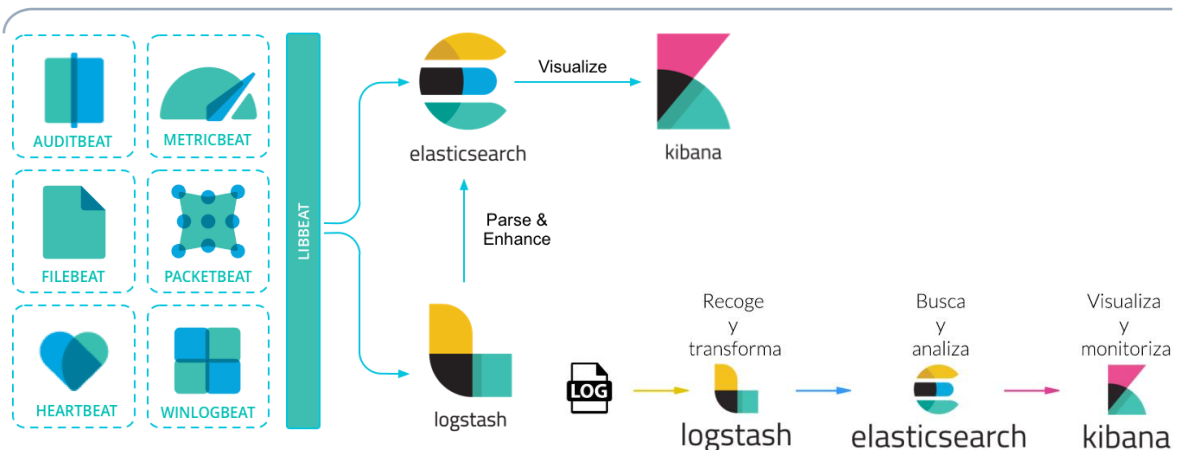 AUDITBEAT
METRICBEAT
FILEBEAT
PACKETBEAT
HEARTBEAT
WINLOGBEAT
LIBBEAT
elasticsearch
Visualize
kibana
Parse &
Enhance
logstash
LOG
Recoge
y
transforma
logstash
Busca
y
analiza
elasticsearch
Visualiza
y
monitoriza
kibana